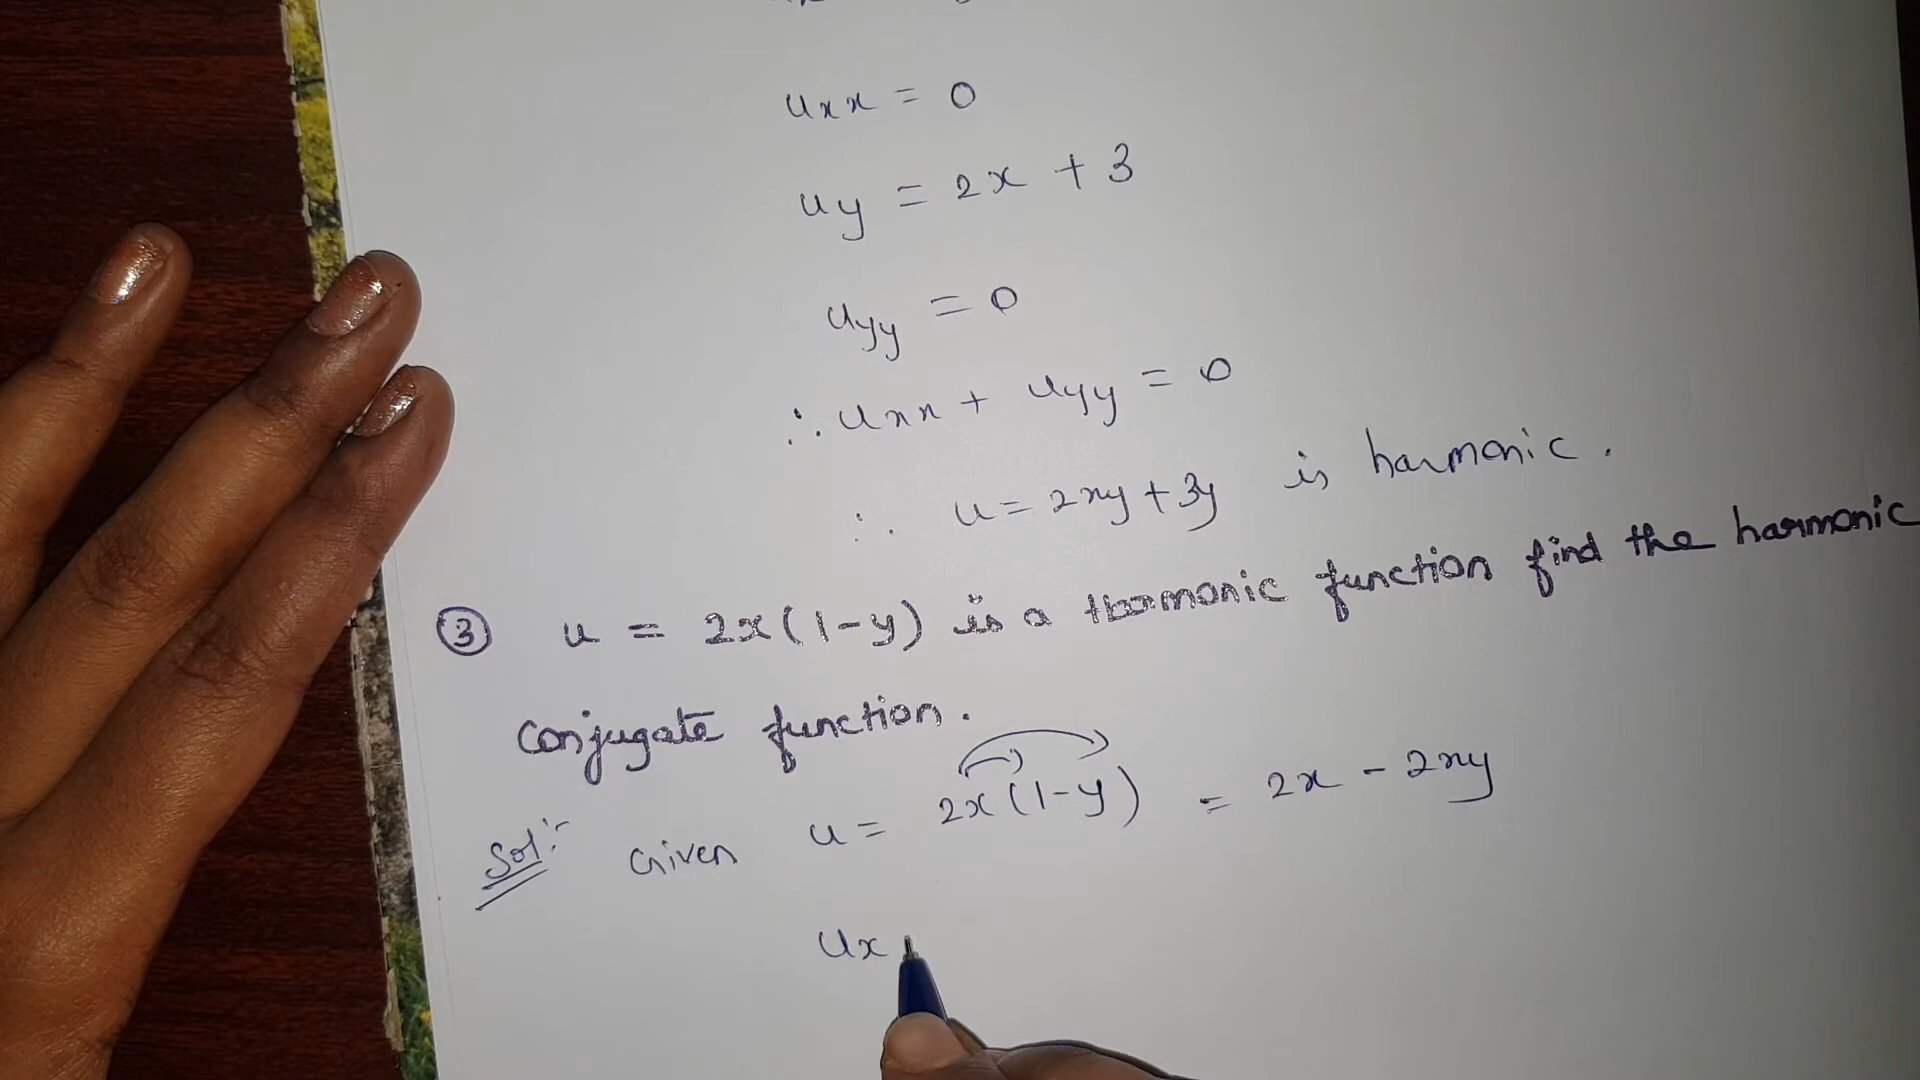 uxx = 0
uy = 2x + 3
uyy = 0
∴ uxx + uyy = 0
∴ u = 2xy + 3y is harmonic.
③ u = 2x(1-y) is a Harmonic function find the harmonic
conjugate function.
Sol:- Given u = 2x(1-y) = 2x - 2xy
ux